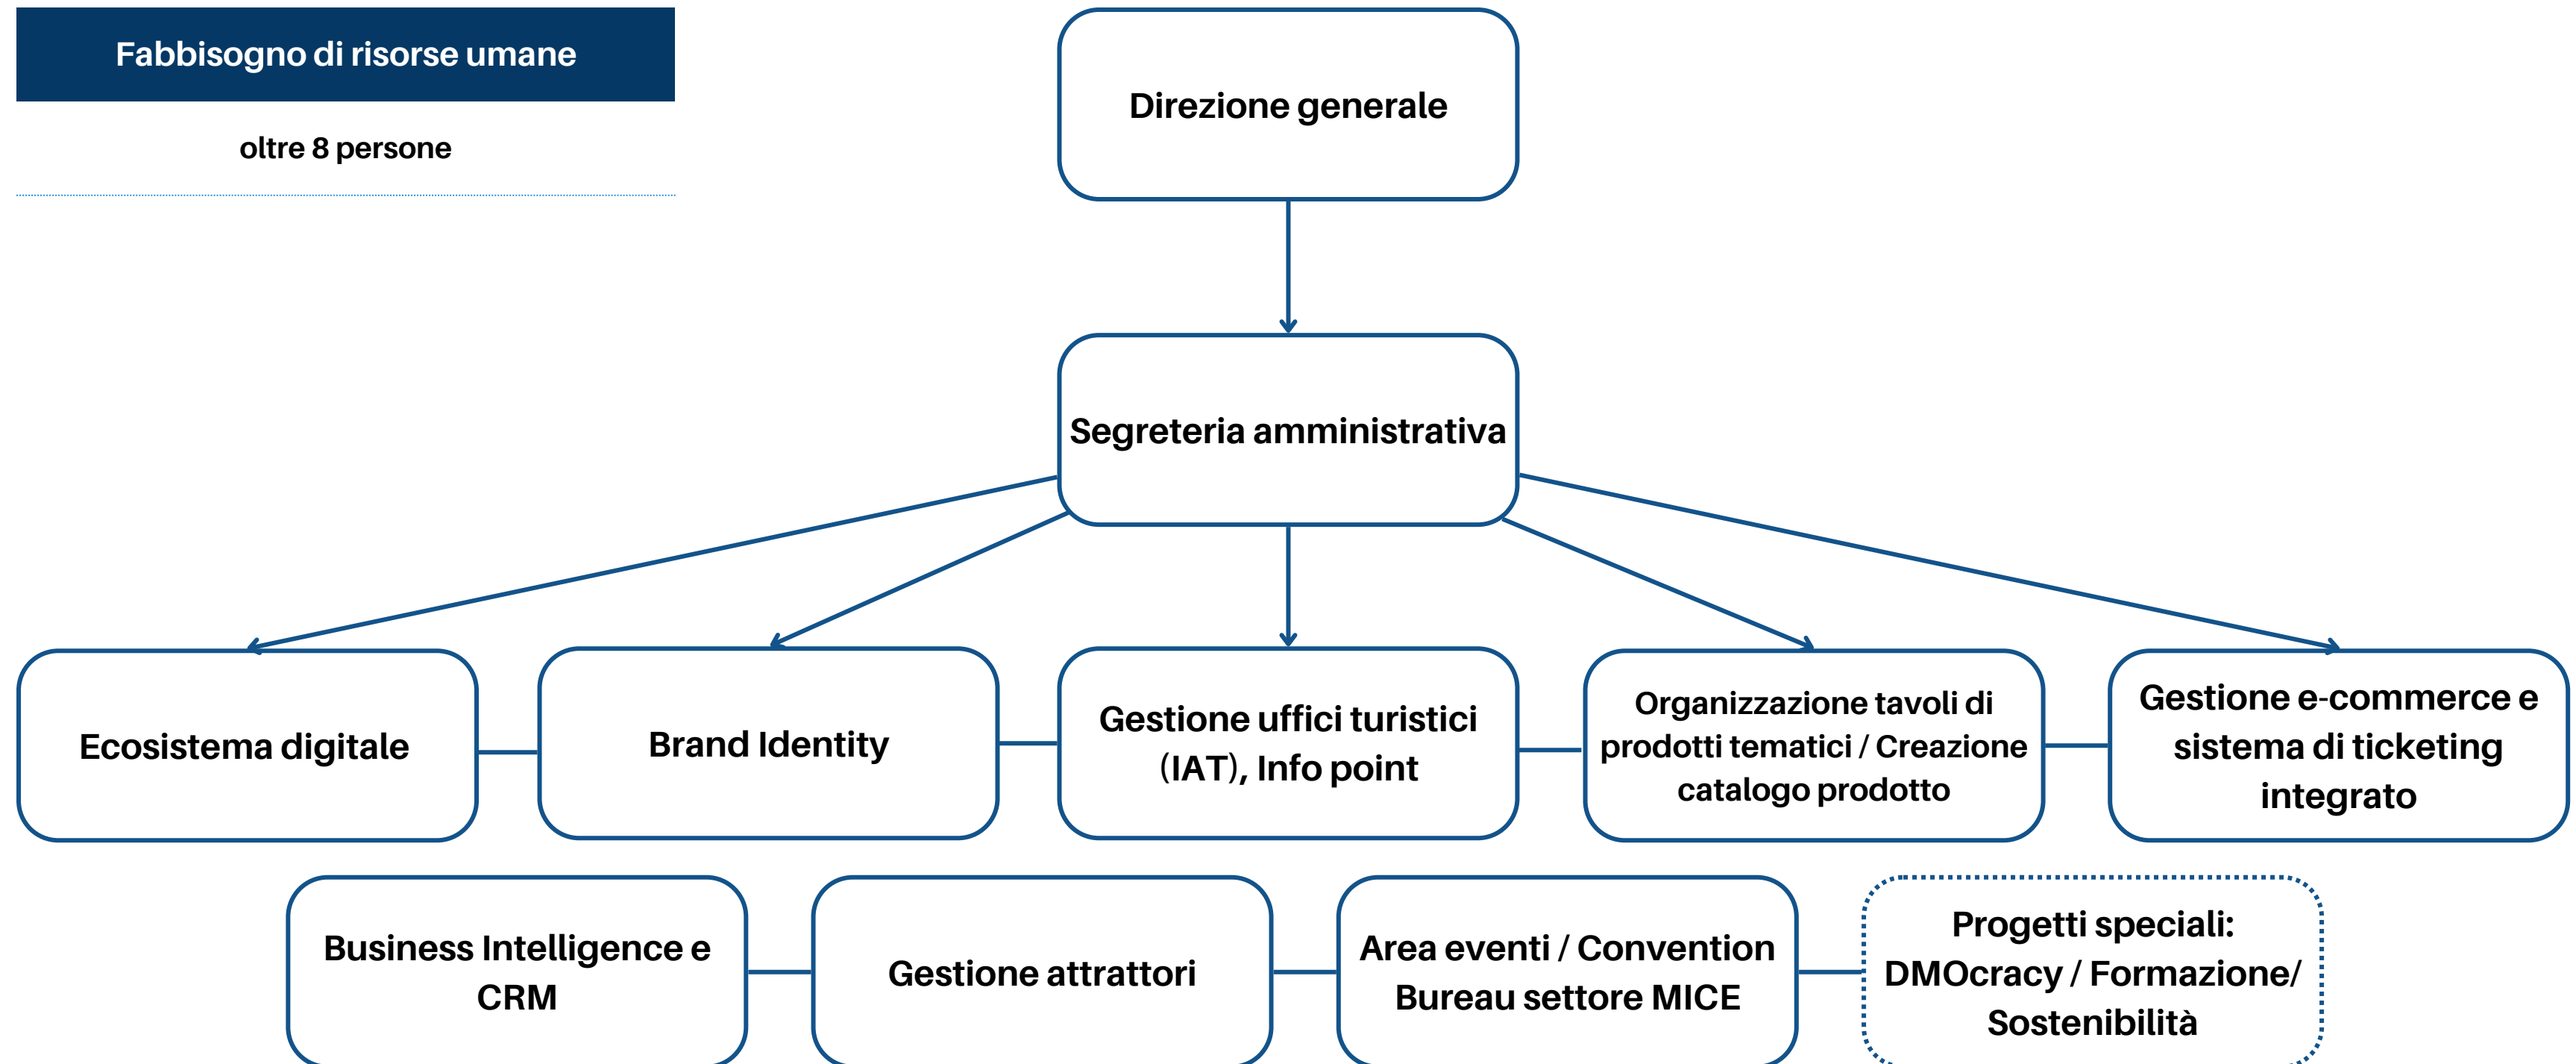 Fabbisogno di risorse umane
oltre 8 persone
Direzione generale
Segreteria amministrativa
Ecosistema digitale
Brand Identity
Gestione uffici turistici
(IAT), Info point
Organizzazione tavoli di
prodotti tematici / Creazione
catalogo prodotto
Gestione e-commerce e
sistema di ticketing
integrato
Business Intelligence e
CRM
Gestione attrattori
Area eventi / Convention
Bureau settore MICE
Progetti speciali:
DMOcracy / Formazione/
Sostenibilità